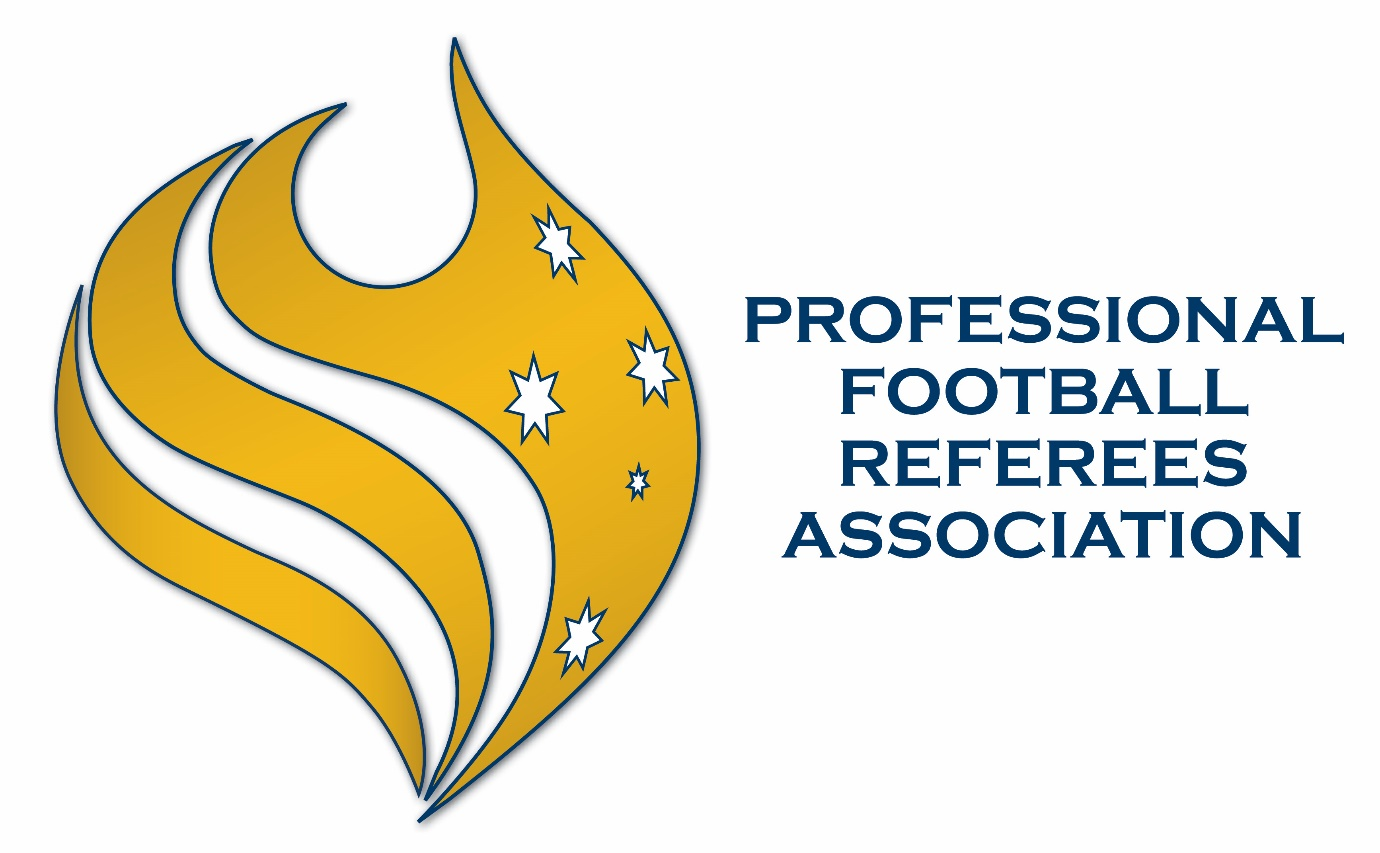 PROFESSIONAL
FOOTBALL
REFEREES
ASSOCIATION